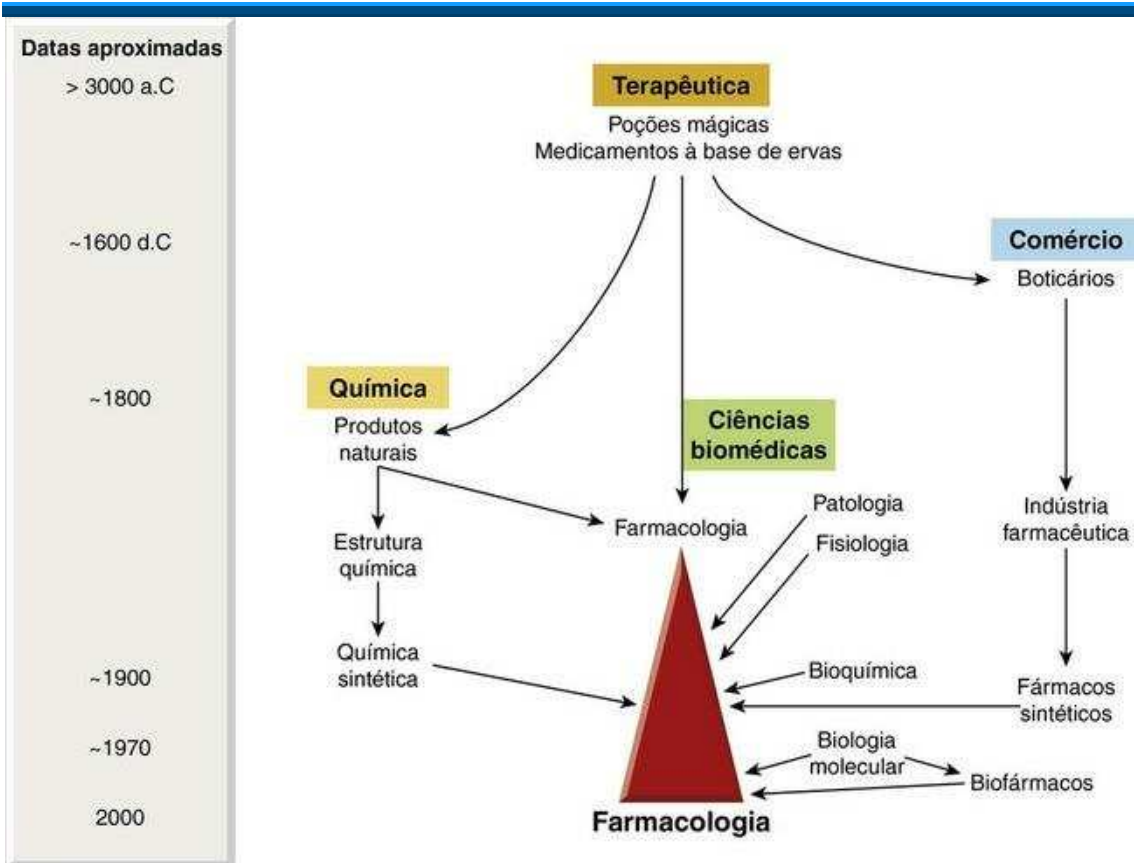 Datas aproximadas
> 3000 a.C
~1600 d.C
~1800
~1900
~1970
2000
Terapêutica
Poções mágicas
Medicamentos à base de ervas
Comércio
Boticários
Química
Produtos
naturais
Ciências
biomédicas
Farmacologia
Patologia
Fisiologia
Indústria
farmacêutica
Estrutura
química
Química
sintética
Bioquímica
Fármacos
sintéticos
Biologia
molecular
Biofármacos
Farmacologia